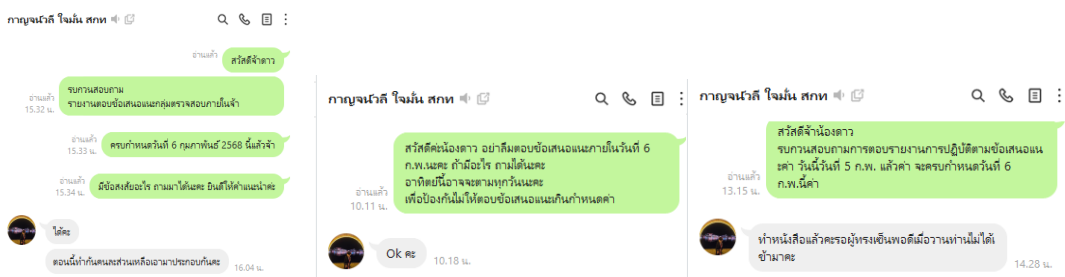 กาญจน์วลี ใจมั่น สกท
อ่านแล้ว
สวัสดีจ้าดาว
รบกวนสอบถาม
รายงานตอบข้อเสนอแนะกลุ่มตรวจสอบภายในจ้า
อ่านแล้ว
15.32 น.
ครบกำหนดวันที่ 6 กุมภาพันธ์ 2568 นี้แล้วจ้า
อ่านแล้ว
15.33 น.
มีข้อสงสัยอะไร ถามมาได้นะคะ ยินดีให้คำแนะนำค่ะ
อ่านแล้ว
15.34 น.
ได้คะ
ตอนนี้ทำกันคนละส่วนเหลือเอามาประกอบกันคะ
16.04 น.
กาญจน์วลี ใจมั่น สกท
สวัสดีค่ะน้องดาว อย่าลืมตอบข้อเสนอแนะภายในวันที่ 6
ก.พ.นะคะ ถ้ามีอะไร ถามได้นะคะ
อาทิตย์นี้อาจจะตามทุกวันนะคะ
เพื่อป้องกันไม่ให้ตอบข้อเสนอแนะเกินกำหนดค่า
อ่านแล้ว
10.11 น.
Ok คะ
10.18 น.
กาญจน์วลี ใจมั่น สกท
สวัสดีจ้าน้องดาว
รบกวนสอบถามการตอบรายงานการปฏิบัติตามข้อเสนอแน
ะค่า วันนี้วันที่ 5 ก.พ. แล้วค่า จะครบกำหนดวันที่ 6
ก.พ.นี้ค่า
อ่านแล้ว
13.15 น.
ทำหนังสือแล้วคะรอผู้ทรงเซ็นพอดีเมื่อวานท่านไม่ได้เ
ข้ามาคะ
14.28 น.